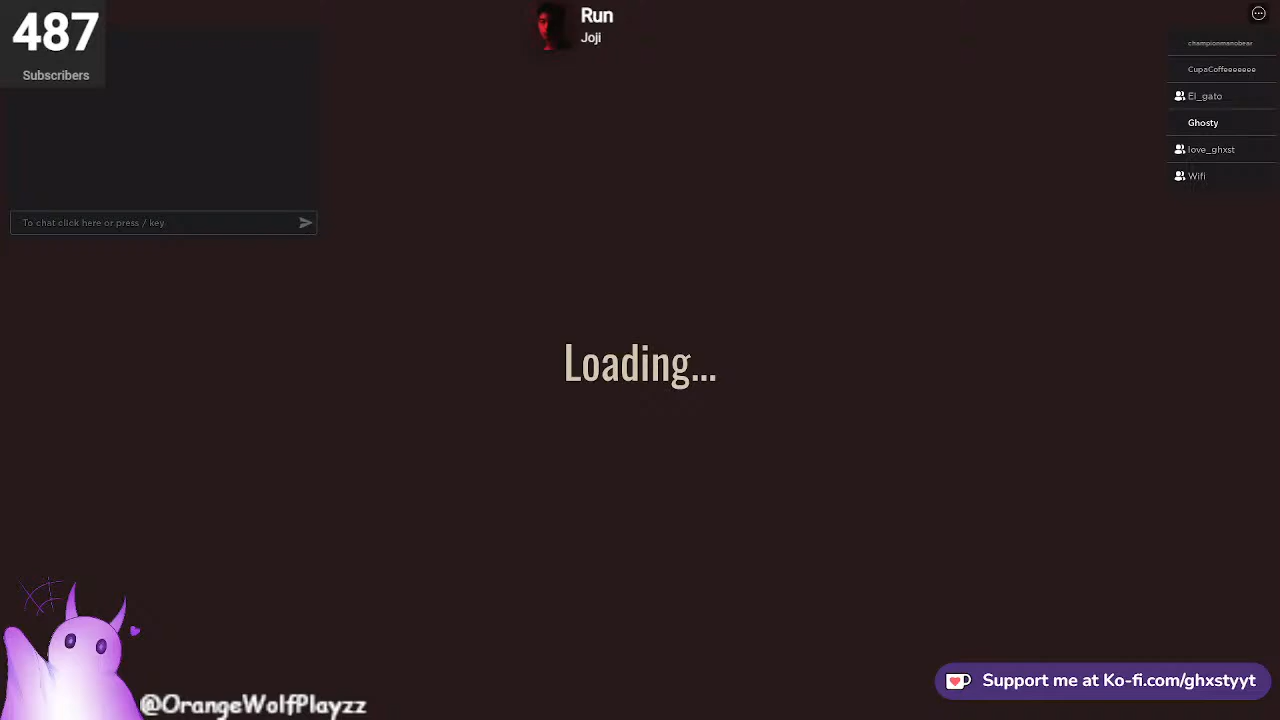 487
Subscribers
Run
Joji
championmanobear
CupaCoffeeeeeee
El_gato
Ghosty
love_ghxst
Wifi
To chat click here or press / key
Loading...
@OrangeWolfPlayzz
Support me at Ko-fi.com/ghxstyyt